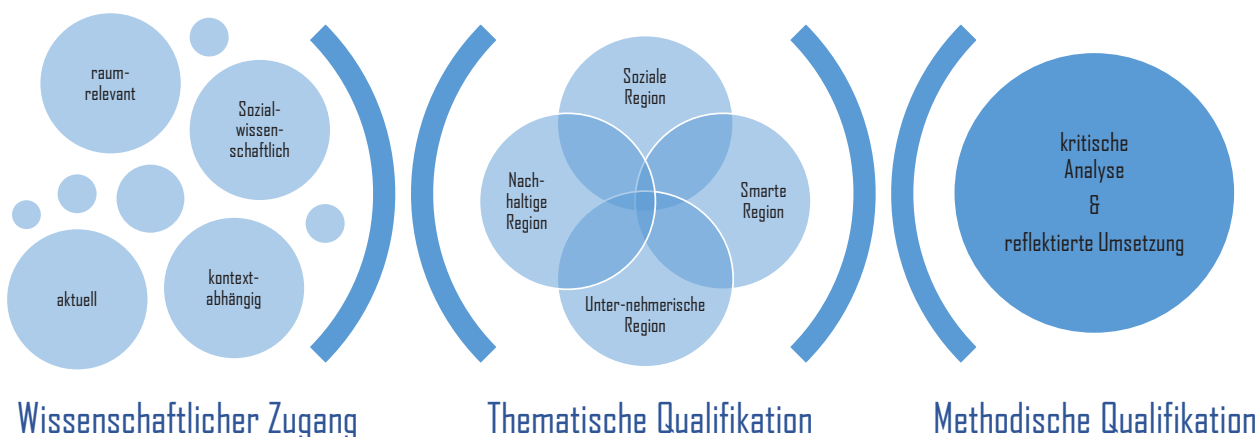 raum-
relevant
Sozial-
wissen-
schaftlich
aktuell
kontext-
abhängig
Wissenschaftlicher Zugang
Soziale
Region
Nach-
haltige
Region
Smarte
Region
Unter-nehmerische
Region
Thematische Qualifikation
kritische
Analyse
&
reflektierte Umsetzung
Methodische Qualifikation